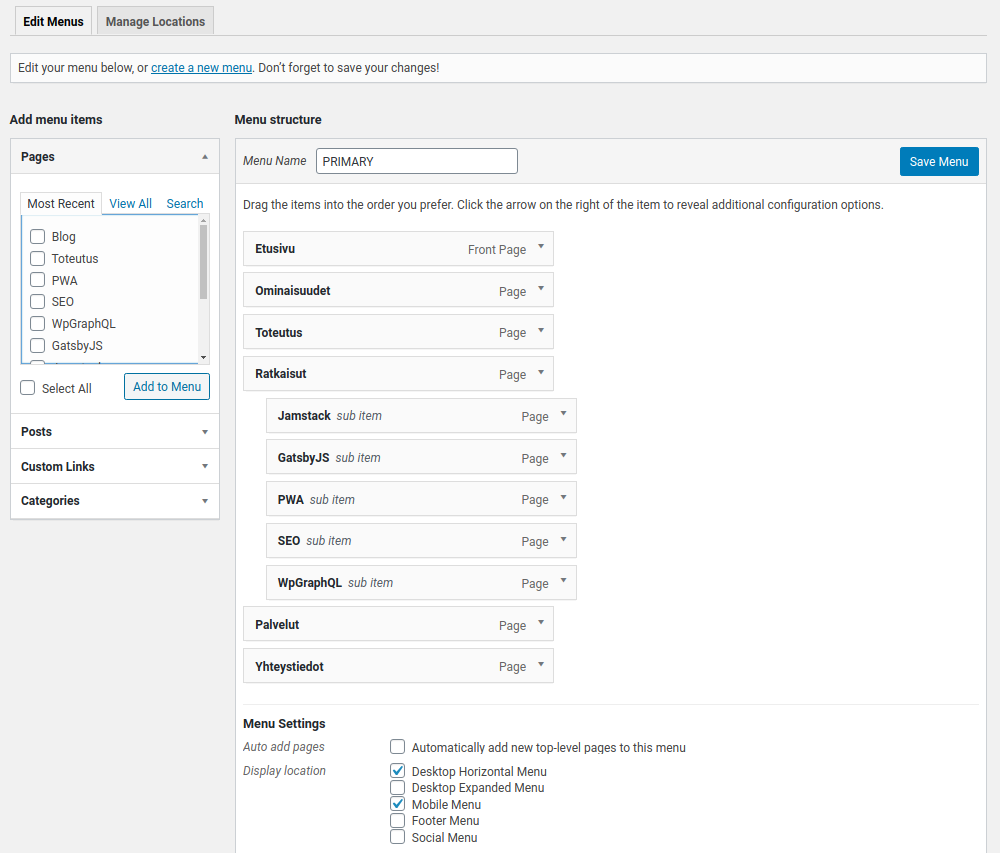 Edit Menus Manage Locations
Edit your menu below, or create a new menu. Don't forget to save your changes!
Add menu items
Pages
Most Recent View All Search
Blog
Toteutus
PWA
SEO
WpGraphQL
GatsbyJS
Select All Add to Menu
Posts
Custom Links
Categories
Menu structure
Menu Name PRIMARY Save Menu
Drag the items into the order you prefer. Click the arrow on the right of the item to reveal additional configuration options.
Etusivu Front Page
Ominaisuudet Page
Toteutus Page
Ratkaisut Page
Jamstack sub item Page
GatsbyJS sub item Page
PWA sub item Page
SEO sub item Page
WpGraphQL sub item Page
Palvelut Page
Yhteystiedot Page
Menu Settings
Auto add pages Automatically add new top-level pages to this menu
Display location Desktop Horizontal Menu
Desktop Expanded Menu
Mobile Menu
Footer Menu
Social Menu